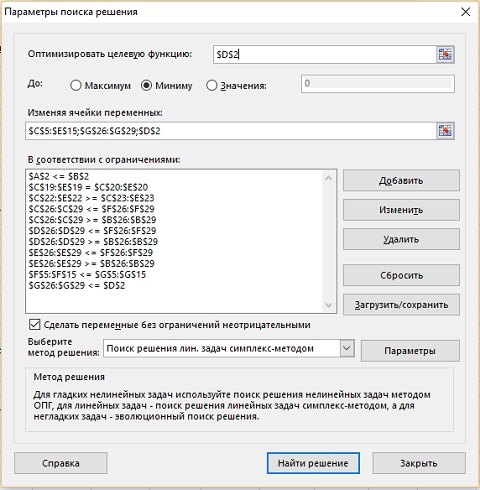 Параметры поиска решения
Оптимизировать целевую функцию: $D$2
До: Максимум Миниму Значения: 0
Изменяя ячейки переменных:
$C$5:$E$15;$G$26:$G$29;$D$2
В соответствии с ограничениями:
$A$2 <= $B$2
$C$19:$E$19 = $C$20:$E$20
$C$22:$E$22 >= $C$23:$E$23
$C$26:$C$29 <= $F$26:$F$29
$C$26:$C$29 >= $B$26:$B$29
$D$26:$D$29 <= $F$26:$F$29
$D$26:$D$29 >= $B$26:$B$29
$E$26:$E$29 <= $F$26:$F$29
$E$26:$E$29 >= $B$26:$B$29
$F$5:$F$15 <= $G$5:$G$15
$G$26:$G$29 <= $D$2
Добавить
Изменить
Удалить
Сбросить
Загрузить/сохранить
Сделать переменные без ограничений неотрицательными
Выберите
метод решения: Поиск решения лин. задач симплекс-методом Параметры
Метод решения
Для гладких нелинейных задач используйте поиск решения нелинейных задач методом
ОПГ, для линейных задач - поиск решения линейных задач симплекс-методом, а для
негладких задач - эволюционный поиск решения.
Справка Найти решение Закрыть